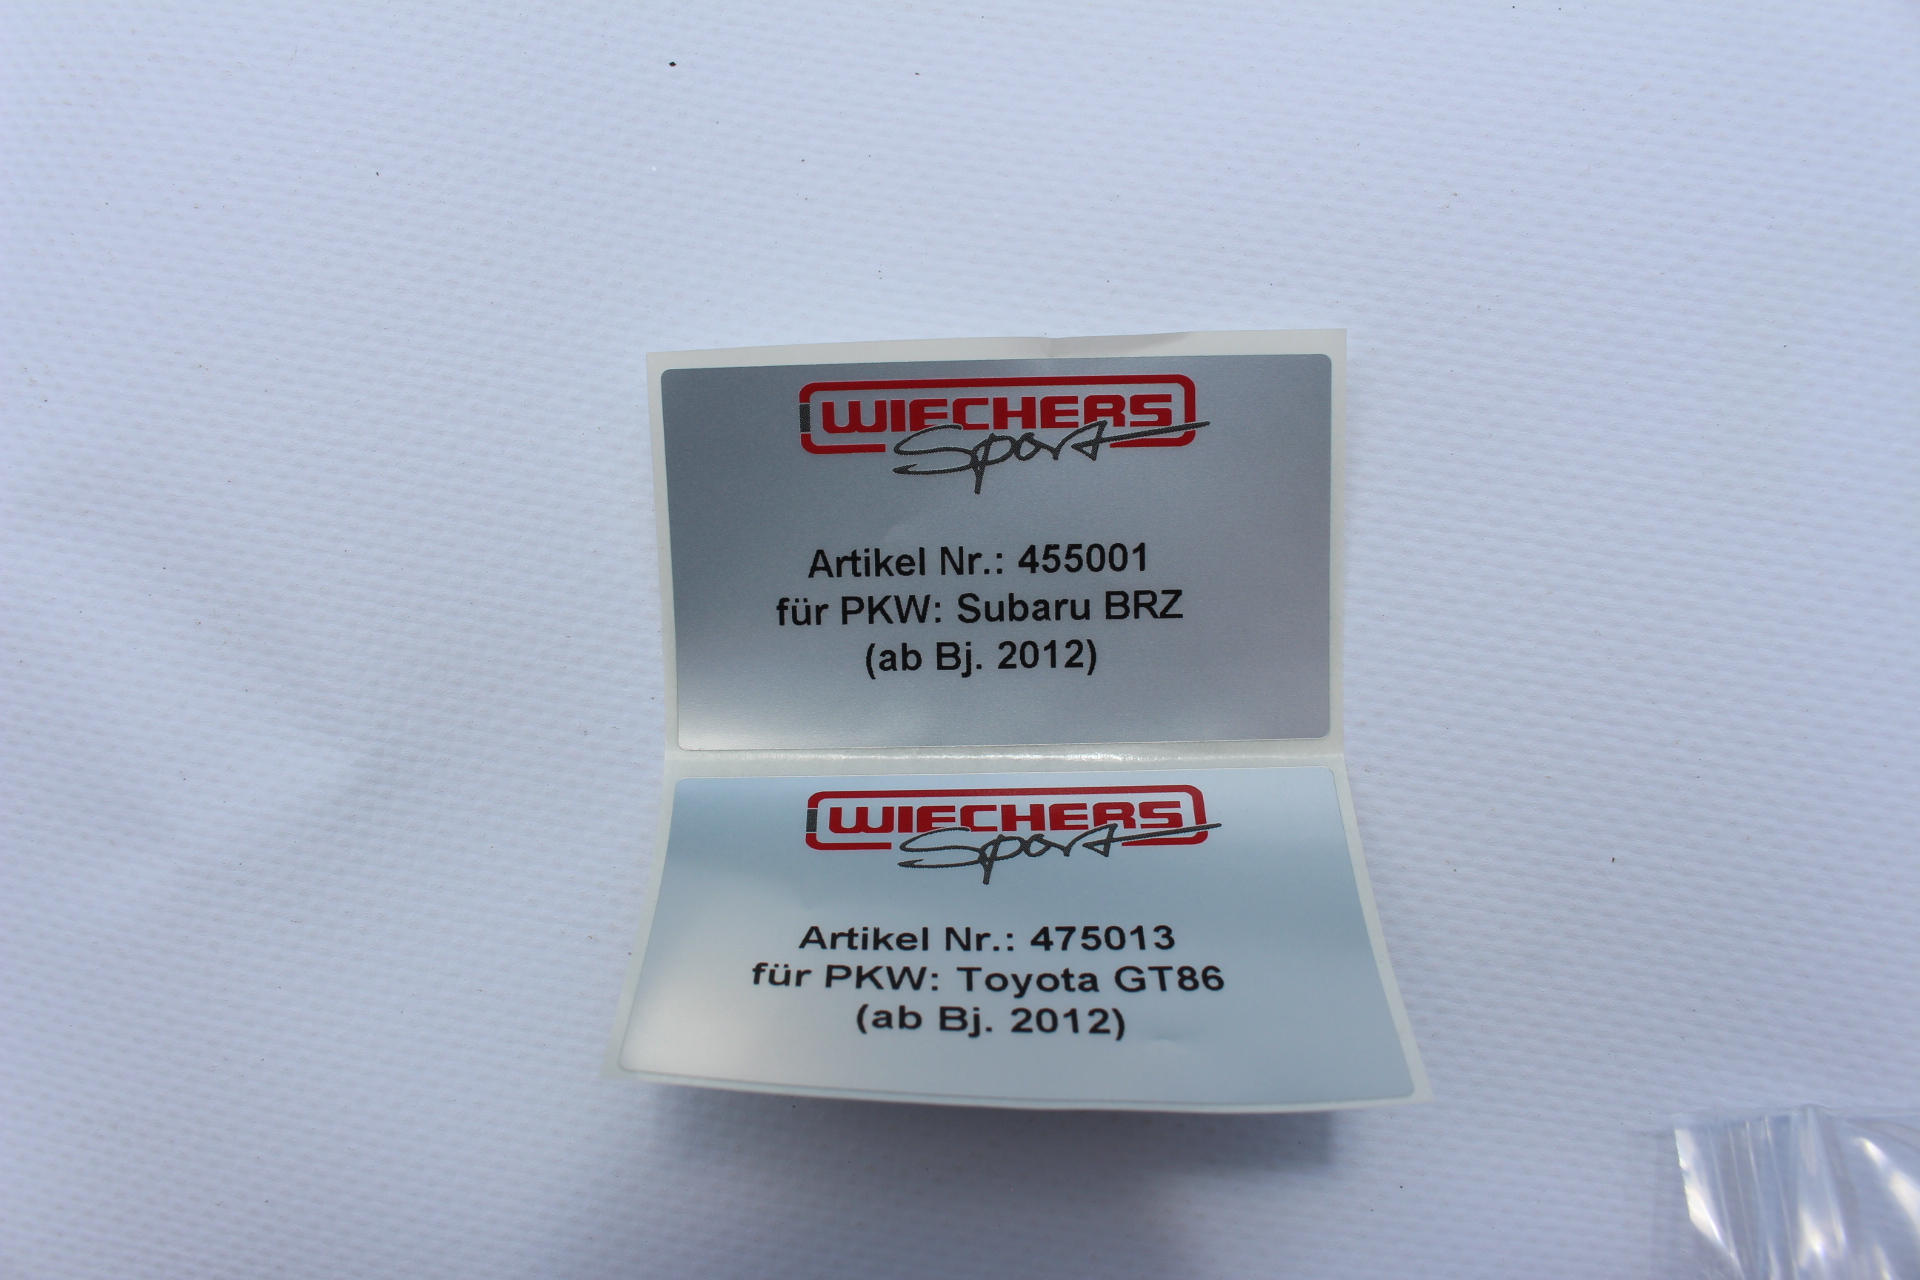 WIECHERS
Sport
Artikel Nr.: 455001
für PKW: Subaru BRZ
(ab Bj. 2012)
WIECHERS
Sport
Artikel Nr.: 475013
für PKW: Toyota GT86
(ab Bj. 2012)